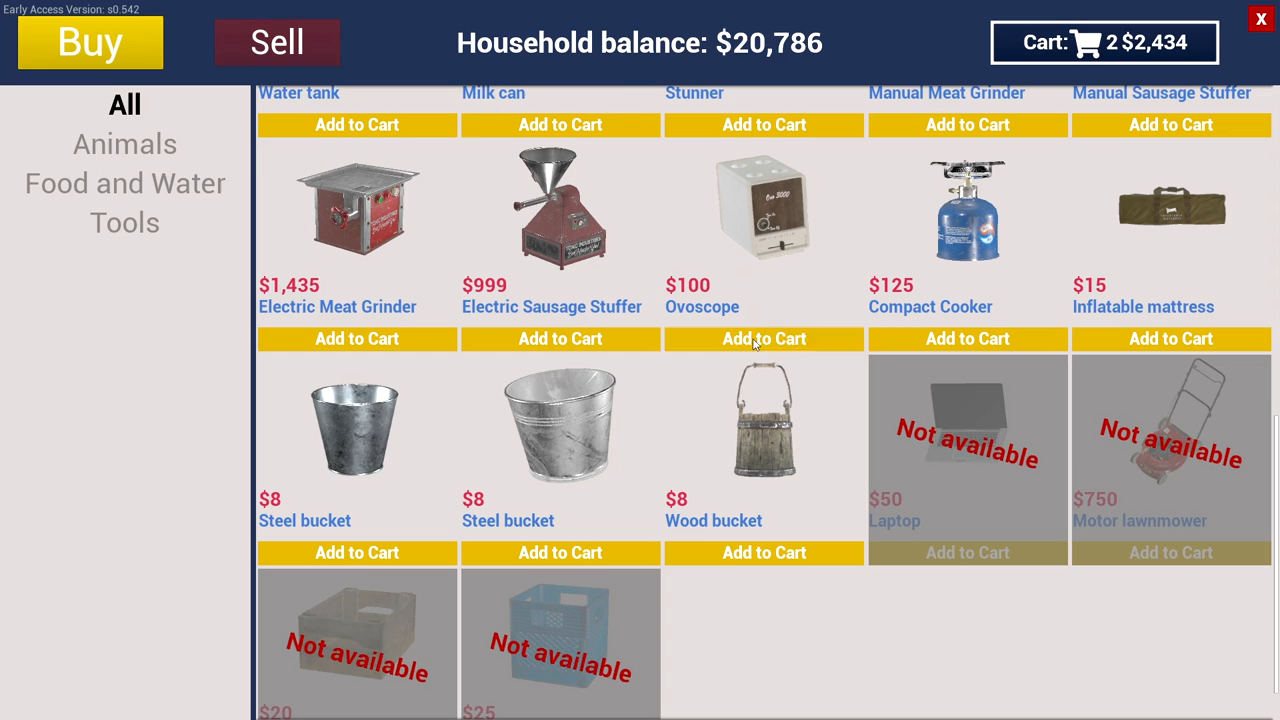 Early Access Version: s0.542
Buy
Sell
Household balance: $20,786
Cart: 2 $2,434
X
All
Animals
Food and Water
Tools
Water tank
Milk can
Stunner
Manual Meat Grinder
Manual Sausage Stuffer
Add to Cart
Add to Cart
Add to Cart
Add to Cart
Add to Cart
$1,435
$999
$100
$125
$15
Electric Meat Grinder
Electric Sausage Stuffer
Ovoscope
Compact Cooker
Inflatable mattress
Add to Cart
Add to Cart
Add to Cart
Add to Cart
Add to Cart
Not available
Not available
$8
$8
$8
$50
$750
Steel bucket
Steel bucket
Wood bucket
Laptop
Motor lawnmower
Add to Cart
Add to Cart
Add to Cart
Add to Cart
Add to Cart
Not available
Not available
$20
$25